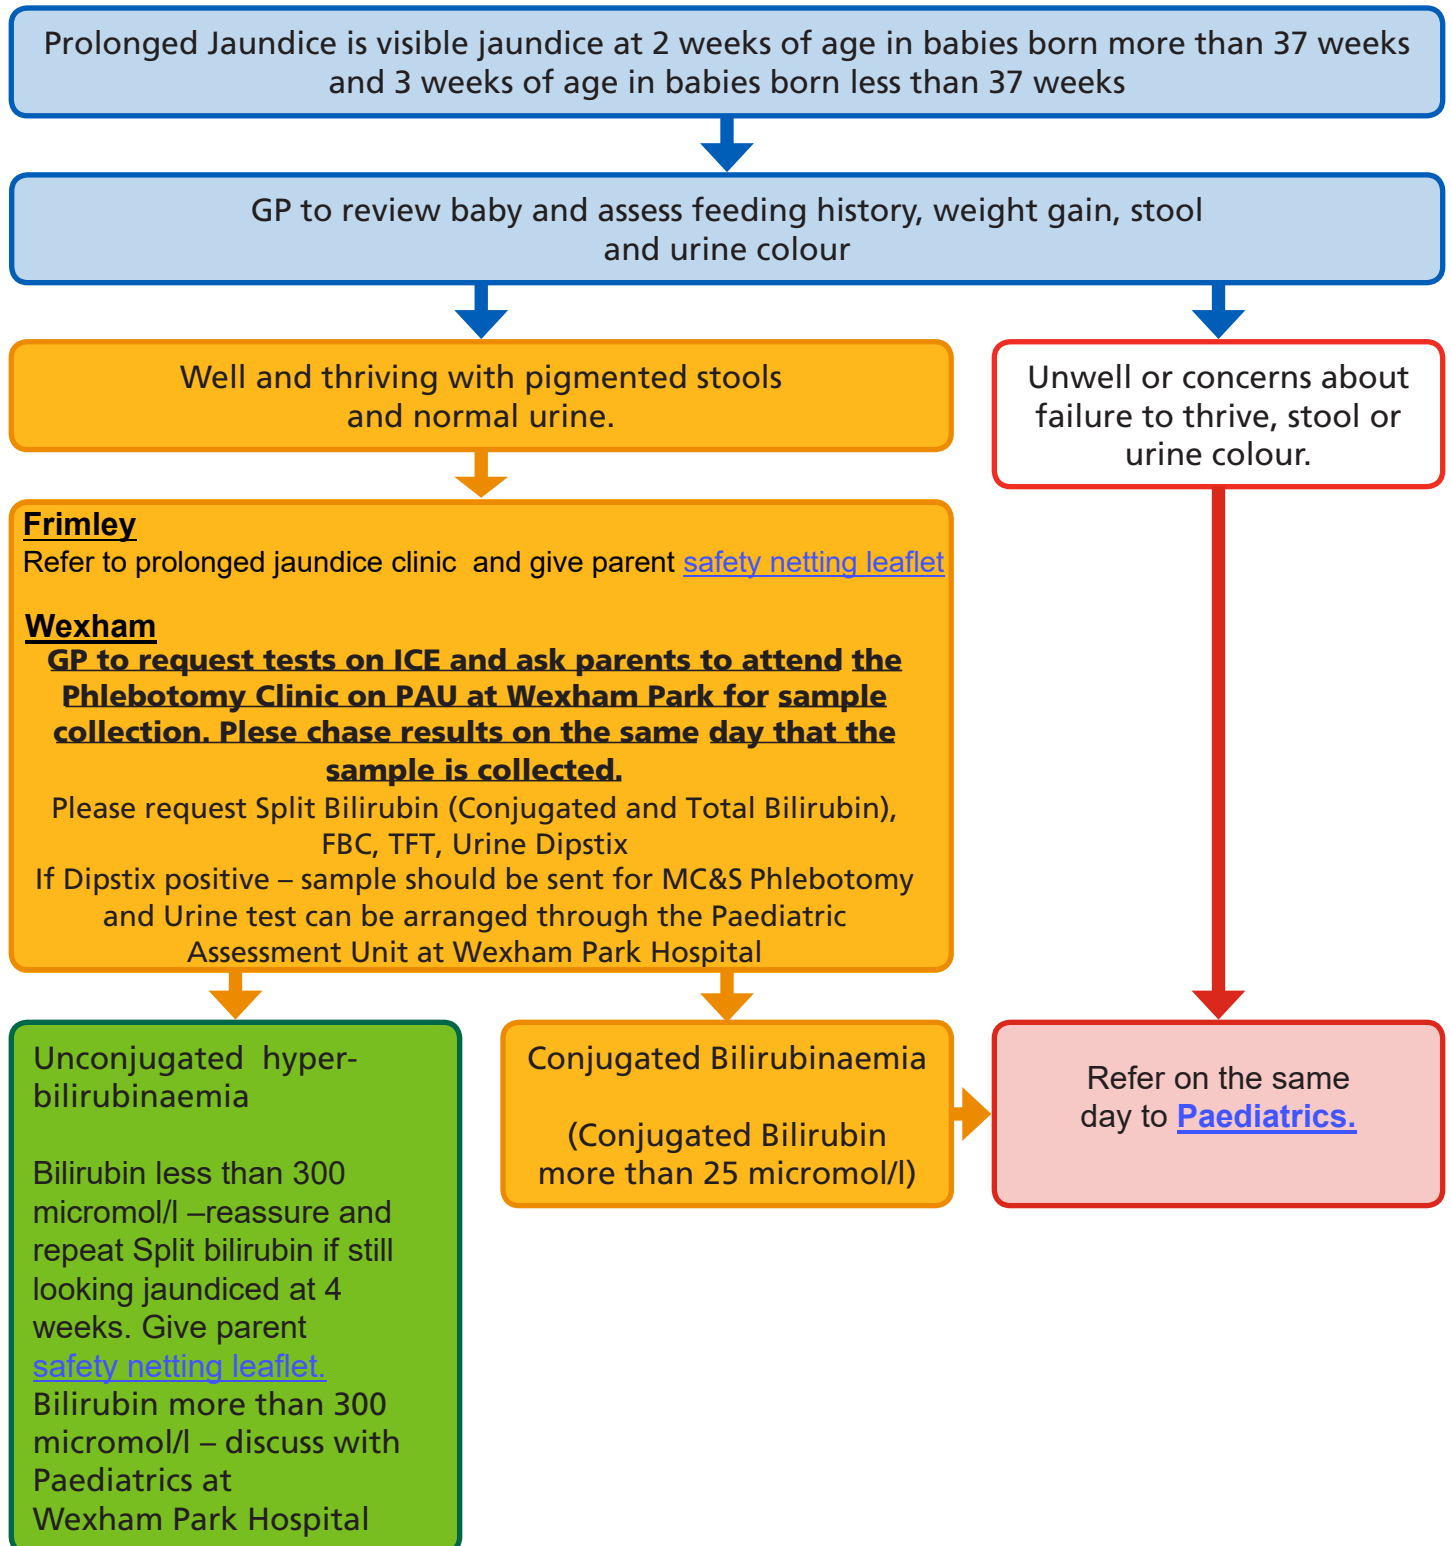 Prolonged Jaundice is visible jaundice at 2 weeks of age in babies born more than 37 weeks
and 3 weeks of age in babies born less than 37 weeks
GP to review baby and assess feeding history, weight gain, stool
and urine colour
Well and thriving with pigmented stools
and normal urine.
Unwell or concerns about
failure to thrive, stool or
urine colour.
Frimley
Refer to prolonged jaundice clinic and give parent safety netting leaflet
Wexham
GP to request tests on ICE and ask parents to attend the
Phlebotomy Clinic on PAU at Wexham Park for sample
collection. Plese chase results on the same day that the
sample is collected.
Please request Split Bilirubin (Conjugated and Total Bilirubin),
FBC, TFT, Urine Dipstix
If Dipstix positive – sample should be sent for MC&S Phlebotomy
and Urine test can be arranged through the Paediatric
Assessment Unit at Wexham Park Hospital
Unconjugated hyper-
bilirubinaemia
Bilirubin less than 300
micromol/l –reassure and
repeat Split bilirubin if still
looking jaundiced at 4
weeks. Give parent
safety netting leaflet.
Bilirubin more than 300
micromol/l – discuss with
Paediatrics at
Wexham Park Hospital
Conjugated Bilirubinaemia
(Conjugated Bilirubin
more than 25 micromol/l)
Refer on the same
day to Paediatrics.